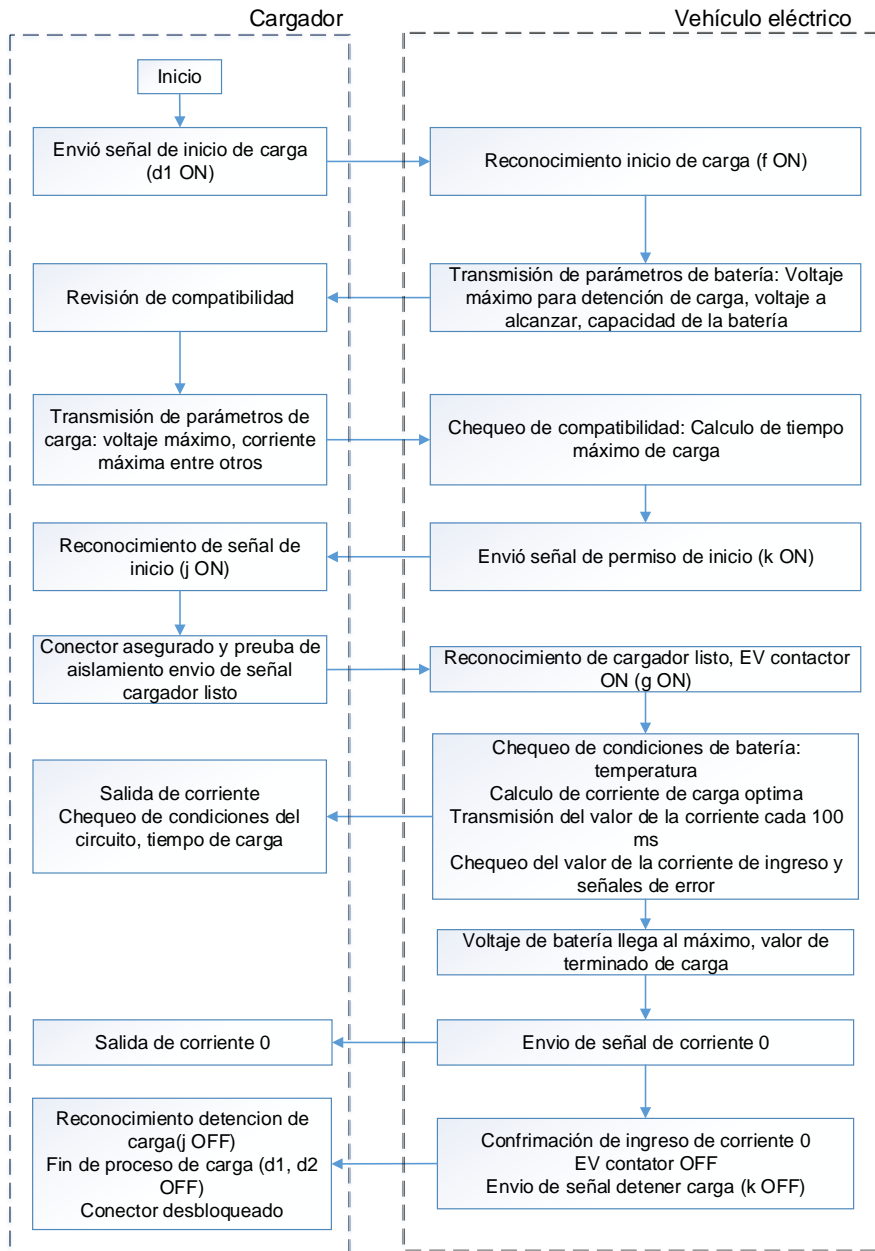 Cargador
Vehículo eléctrico
Inicio
Envió señal de inicio de carga
(d1 ON)
Reconocimiento inicio de carga (f ON)
Transmisión de parámetros de batería: Voltaje
máximo para detención de carga, voltaje a
alcanzar, capacidad de la batería
Revisión de compatibilidad
Transmisión de parámetros de
carga: voltaje máximo, corriente
máxima entre otros
Chequeo de compatibilidad: Calculo de tiempo
máximo de carga
Envió señal de permiso de inicio (k ON)
Reconocimiento de señal de
inicio (j ON)
Conector asegurado y preuba de
aislamiento envio de señal
cargador listo
Reconocimiento de cargador listo, EV contactor
ON (g ON)
Chequeo de condiciones de batería:
temperatura
Calculo de corriente de carga optima
Transmisión del valor de la corriente cada 100
ms
Chequeo del valor de la corriente de ingreso y
señales de error
Salida de corriente
Chequeo de condiciones del
circuito, tiempo de carga
Voltaje de batería llega al máximo, valor de
terminado de carga
Envio de señal de corriente 0
Salida de corriente 0
Confrimación de ingreso de corriente 0
EV contator OFF
Envio de señal detener carga (k OFF)
Reconocimiento detencion de
carga(j OFF)
Fin de proceso de carga (d1, d2
OFF)
Conector desbloqueado